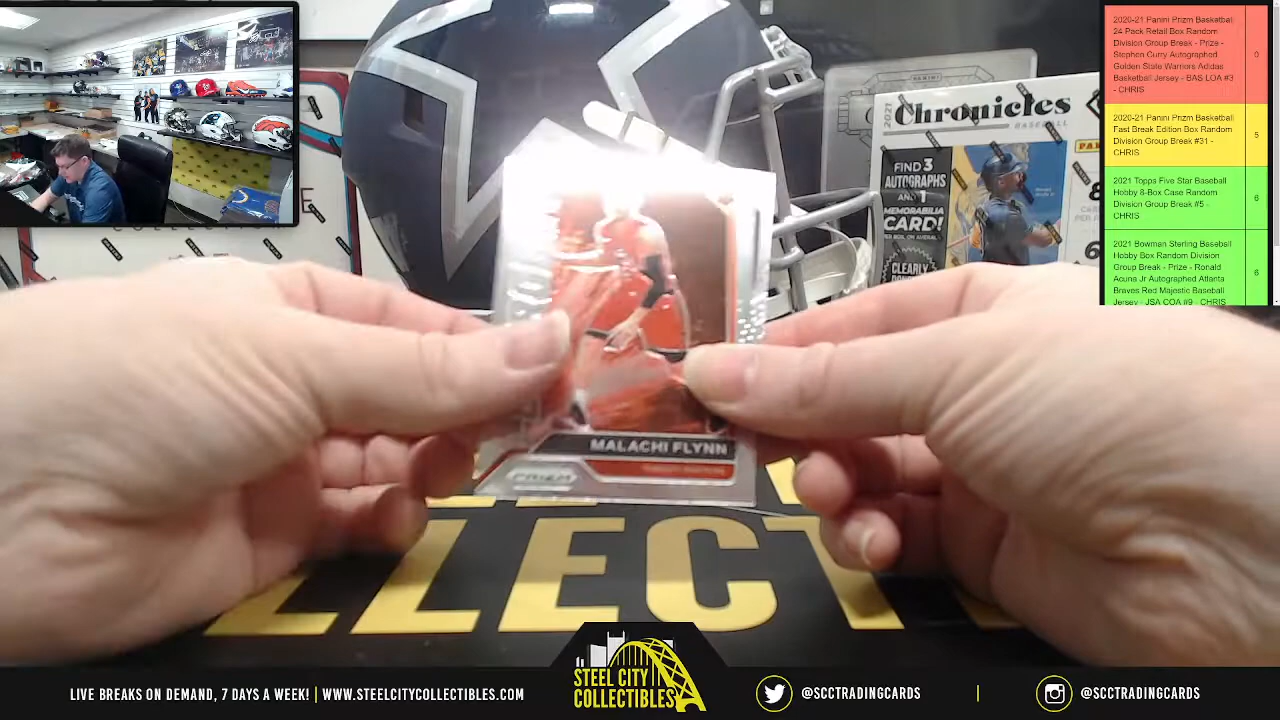 2020-21 Panini Prizm Basketball
24 Pack Retail Box Random
Division Group Break - Prize -
Stephen Curry Autographed
Golden State Warriors Adidas
Basketball Jersey - BAS LOA #3
- CHRIS
0
2020-21 Panini Prizm Basketball
Fast Break Edition Box Random
Division Group Break #31 -
CHRIS
5
2021 Topps Five Star Baseball
Hobby 8-Box Case Random
Division Group Break #5 -
CHRIS
6
2021 Bowman Sterling Baseball
Hobby Box Random Division
Group Break - Prize - Ronald
Acuna Jr Autographed Atlanta
Braves Red Majestic Baseball
Jersey - JSA COA #9 - CHRIS
6
PANINI
2021
Chronicles
BASEBALL
FIND 3
AUTOGRAPHS
AND 1
MEMORABILIA
CARD!
CLEARLY
MALACHI FLYNN
PRIZM
LLECT
STEEL CITY
COLLECTIBLES
LIVE BREAKS ON DEMAND, 7 DAYS A WEEK! | WWW.STEELCITYCOLLECTIBLES.COM
@SCCTRADINGCARDS | @SCCTRADINGCARDS